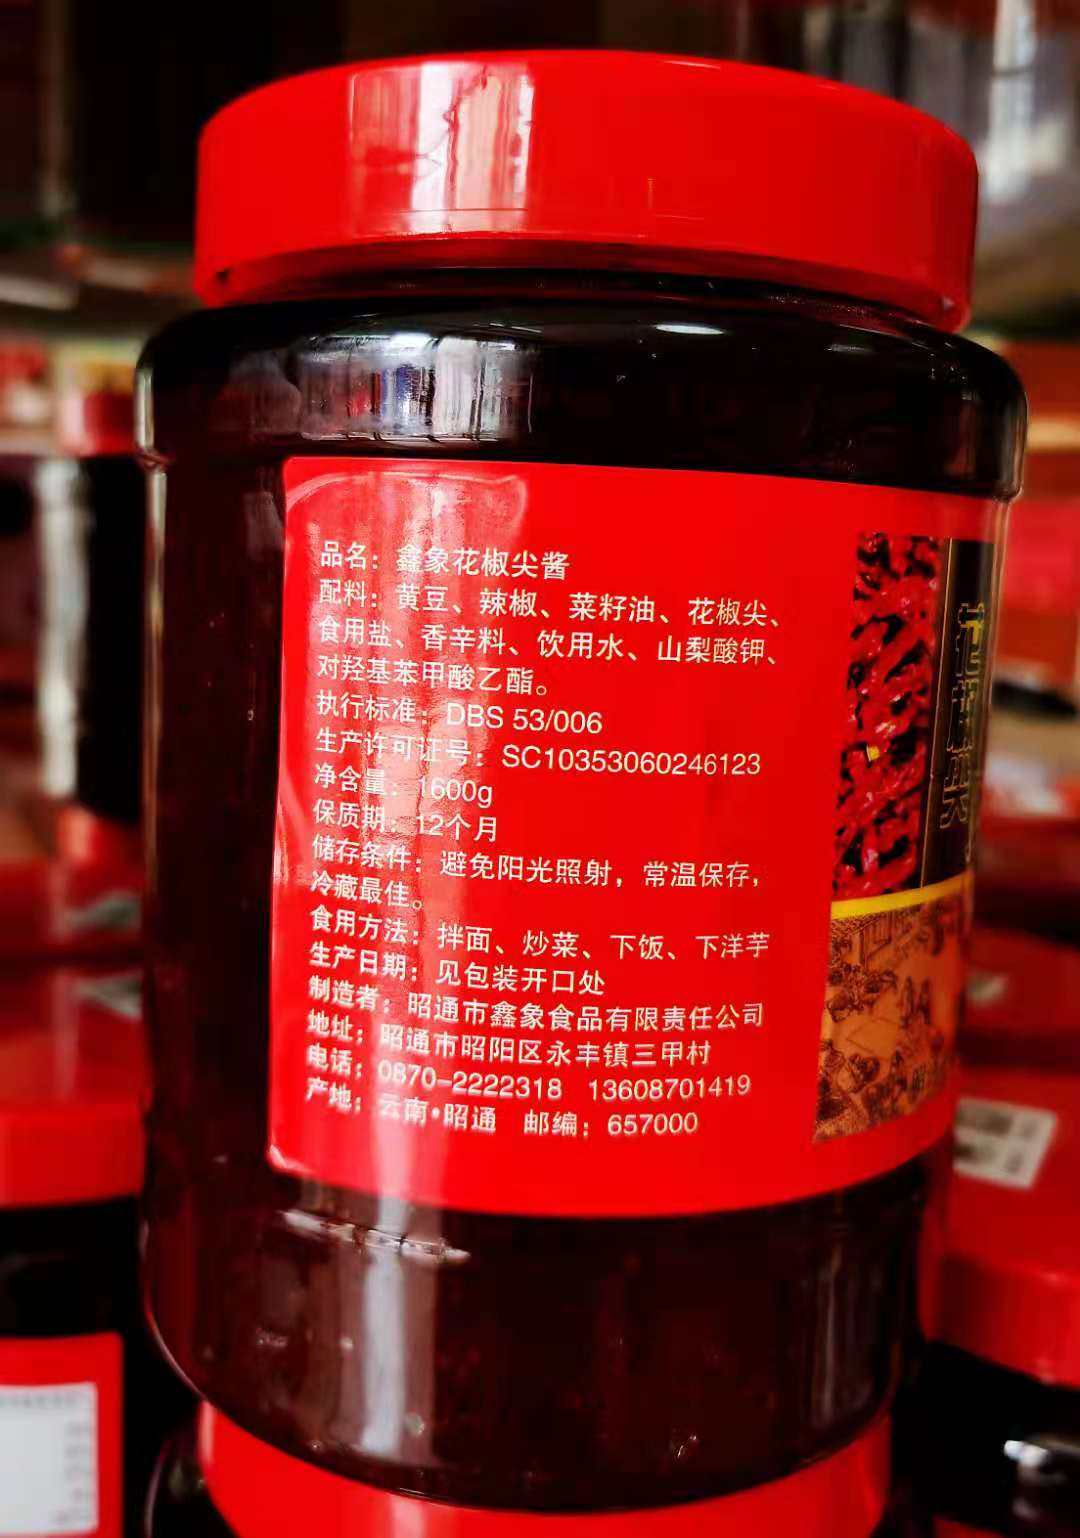 品名：鑫象花椒尖酱
配料：黄豆、辣椒、菜籽油、花椒尖、
食用盐、香辛料、饮用水、山梨酸钾、
对羟基苯甲酸乙酯。
执行标准：DBS 53/006
生产许可证号：SC10353060246123
净含量：1600g
保质期：12个月
储存条件：避免阳光照射，常温保存，
冷藏最佳。
食用方法：拌面、炒菜、下饭、下洋芋
生产日期：见包装开口处
制造者：昭通市鑫象食品有限责任公司
地址：昭通市昭阳区永丰镇三甲村
电话：0870-2222318 13608701419
产地：云南·昭通 邮编：657000
花椒尖